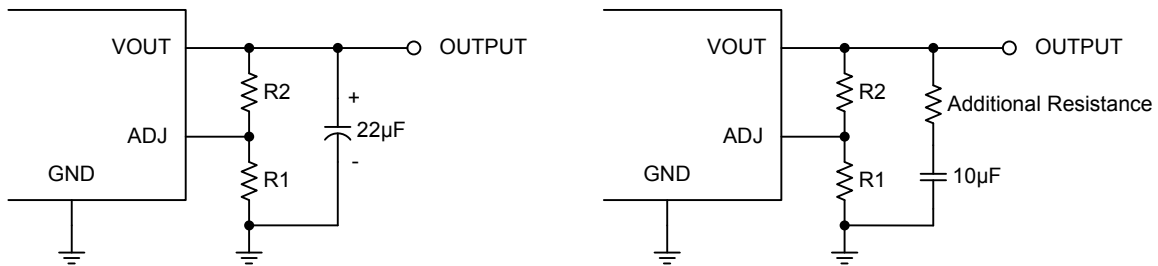 VOUT
OUTPUT
R2
+
22µF
ADJ
-
R1
GND
VOUT
OUTPUT
R2
Additional Resistance
ADJ
R1
10µF
GND